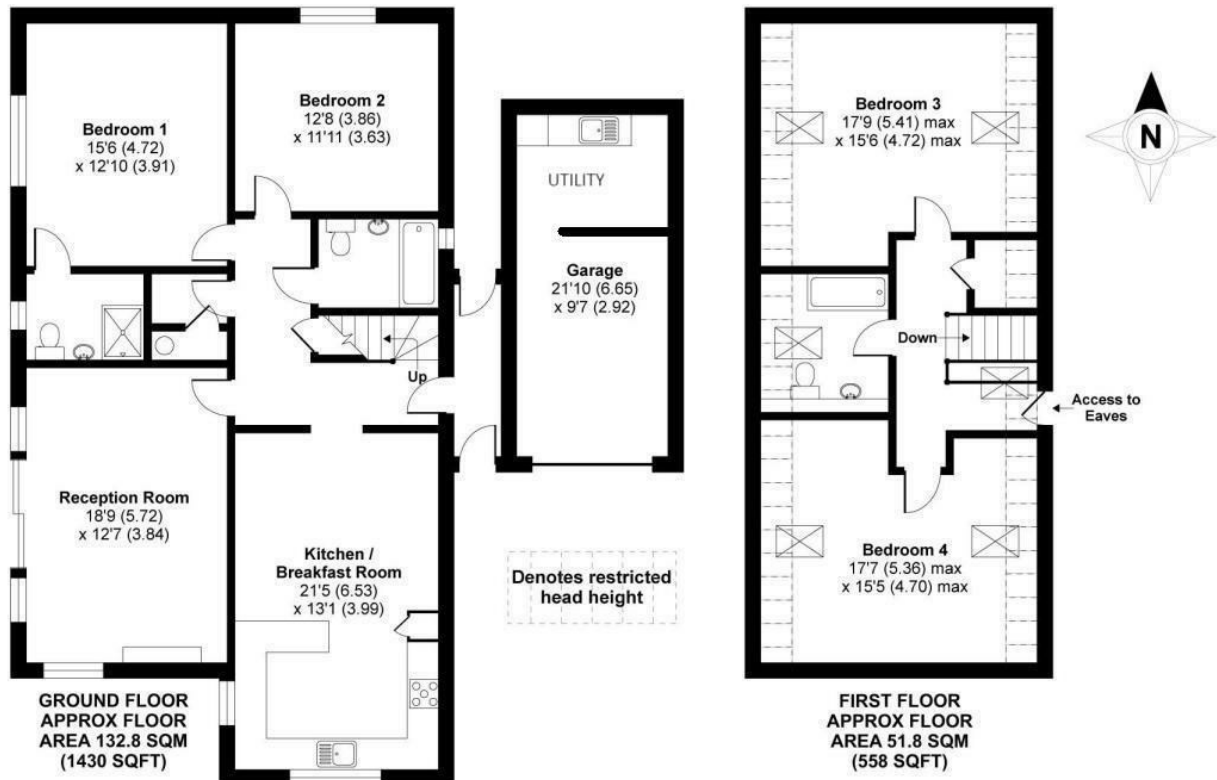 Bedroom 1
15'6 (4.72)
x 12'10 (3.91)
Bedroom 2
12'8 (3.86)
x 11'11 (3.63)
UTILITY
Garage
21'10 (6.65)
x 9'7 (2.92)
Up
Reception Room
18'9 (5.72)
x 12'7 (3.84)
Kitchen /
Breakfast Room
21'5 (6.53)
x 13'1 (3.99)
Denotes restricted
head height
GROUND FLOOR
APPROX FLOOR
AREA 132.8 SQM
(1430 SQFT)
Bedroom 3
17'9 (5.41) max
x 15'6 (4.72) max
N
Down
Access to
Eaves
Bedroom 4
17'7 (5.36) max
x 15'5 (4.70) max
FIRST FLOOR
APPROX FLOOR
AREA 51.8 SQM
(558 SQFT)